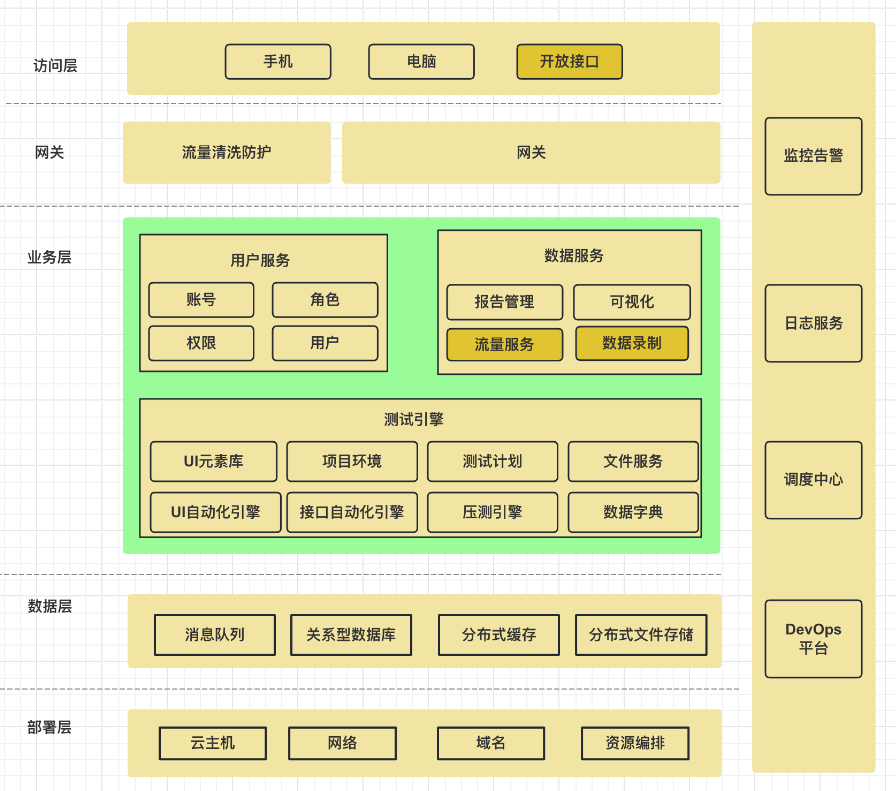 访问层
手机
电脑
开放接口
网关
流量清洗防护
网关
业务层
用户服务
账号
角色
权限
用户
数据服务
报告管理
可视化
流量服务
数据录制
测试引擎
UI元素库
项目环境
测试计划
文件服务
UI自动化引擎
接口自动化引擎
压测引擎
数据字典
数据层
消息队列
关系型数据库
分布式缓存
分布式文件存储
部署层
云主机
网络
域名
资源编排
监控告警
日志服务
调度中心
DevOps
平台